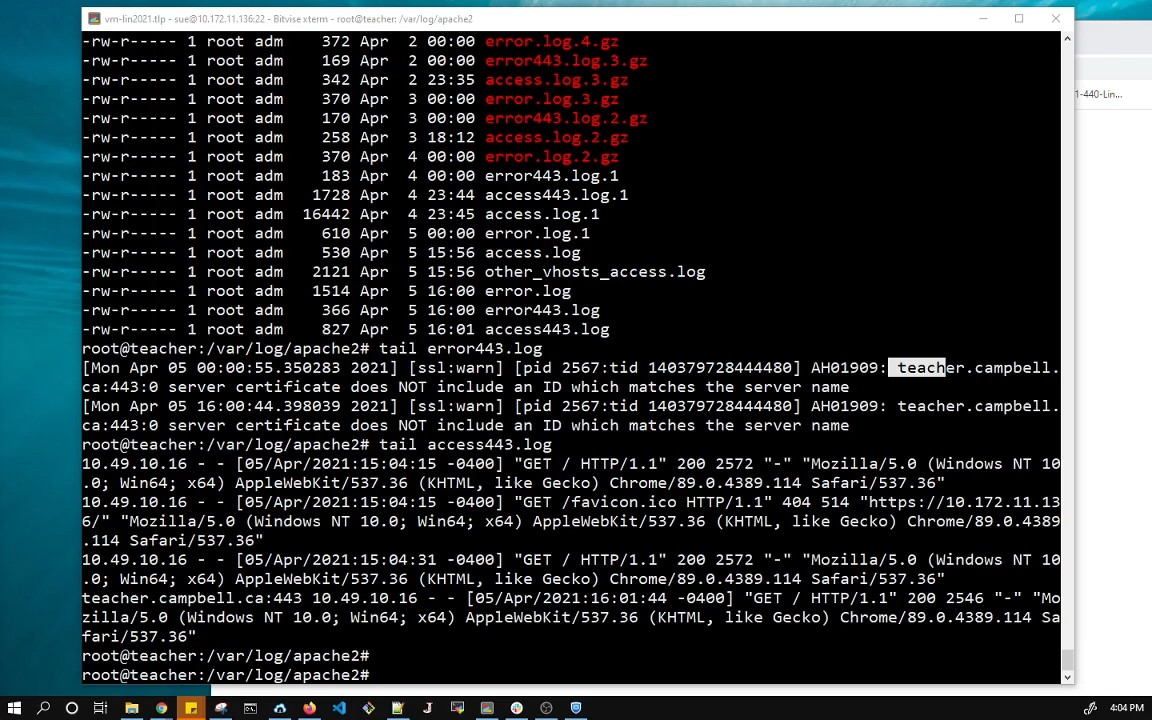 vm-lin2021.tlp - sue@10.172.11.136:22 - Bitvise xterm - root@teacher: /var/log/apache2
-rw-r----- 1 root adm    372 Apr  2 00:00 error.log.4.gz
-rw-r----- 1 root adm    169 Apr  2 00:00 error443.log.3.gz
-rw-r----- 1 root adm    342 Apr  2 23:35 access.log.3.gz
-rw-r----- 1 root adm    370 Apr  3 00:00 error.log.3.gz
-rw-r----- 1 root adm    170 Apr  3 00:00 error443.log.2.gz
-rw-r----- 1 root adm    258 Apr  3 18:12 access.log.2.gz
-rw-r----- 1 root adm    370 Apr  4 00:00 error.log.2.gz
-rw-r----- 1 root adm    183 Apr  4 00:00 error443.log.1
-rw-r----- 1 root adm   1728 Apr  4 23:44 access443.log.1
-rw-r----- 1 root adm  16442 Apr  4 23:45 access.log.1
-rw-r----- 1 root adm    610 Apr  5 00:00 error.log.1
-rw-r----- 1 root adm    530 Apr  5 15:56 access.log
-rw-r----- 1 root adm   2121 Apr  5 15:56 other_vhosts_access.log
-rw-r----- 1 root adm   1514 Apr  5 16:00 error.log
-rw-r----- 1 root adm    366 Apr  5 16:00 error443.log
-rw-r----- 1 root adm    827 Apr  5 16:01 access443.log
root@teacher:/var/log/apache2# tail error443.log
[Mon Apr 05 00:00:55.350283 2021] [ssl:warn] [pid 2567:tid 140379728444480] AH01909: teacher.campbell.
ca:443:0 server certificate does NOT include an ID which matches the server name
[Mon Apr 05 16:00:44.398039 2021] [ssl:warn] [pid 2567:tid 140379728444480] AH01909: teacher.campbell.
ca:443:0 server certificate does NOT include an ID which matches the server name
root@teacher:/var/log/apache2# tail access443.log
10.49.10.16 - - [05/Apr/2021:15:04:15 -0400] "GET / HTTP/1.1" 200 2572 "-" "Mozilla/5.0 (Windows NT 10
.0; Win64; x64) AppleWebKit/537.36 (KHTML, like Gecko) Chrome/89.0.4389.114 Safari/537.36"
10.49.10.16 - - [05/Apr/2021:15:04:15 -0400] "GET /favicon.ico HTTP/1.1" 404 514 "https://10.172.11.13
6/" "Mozilla/5.0 (Windows NT 10.0; Win64; x64) AppleWebKit/537.36 (KHTML, like Gecko) Chrome/89.0.4389
.114 Safari/537.36"
10.49.10.16 - - [05/Apr/2021:15:04:31 -0400] "GET / HTTP/1.1" 200 2572 "-" "Mozilla/5.0 (Windows NT 10
.0; Win64; x64) AppleWebKit/537.36 (KHTML, like Gecko) Chrome/89.0.4389.114 Safari/537.36"
teacher.campbell.ca:443 10.49.10.16 - - [05/Apr/2021:16:01:44 -0400] "GET / HTTP/1.1" 200 2546 "-" "Mo
zilla/5.0 (Windows NT 10.0; Win64; x64) AppleWebKit/537.36 (KHTML, like Gecko) Chrome/89.0.4389.114 Sa
fari/537.36"
root@teacher:/var/log/apache2#
root@teacher:/var/log/apache2#
1-440-Lin...
4:04 PM